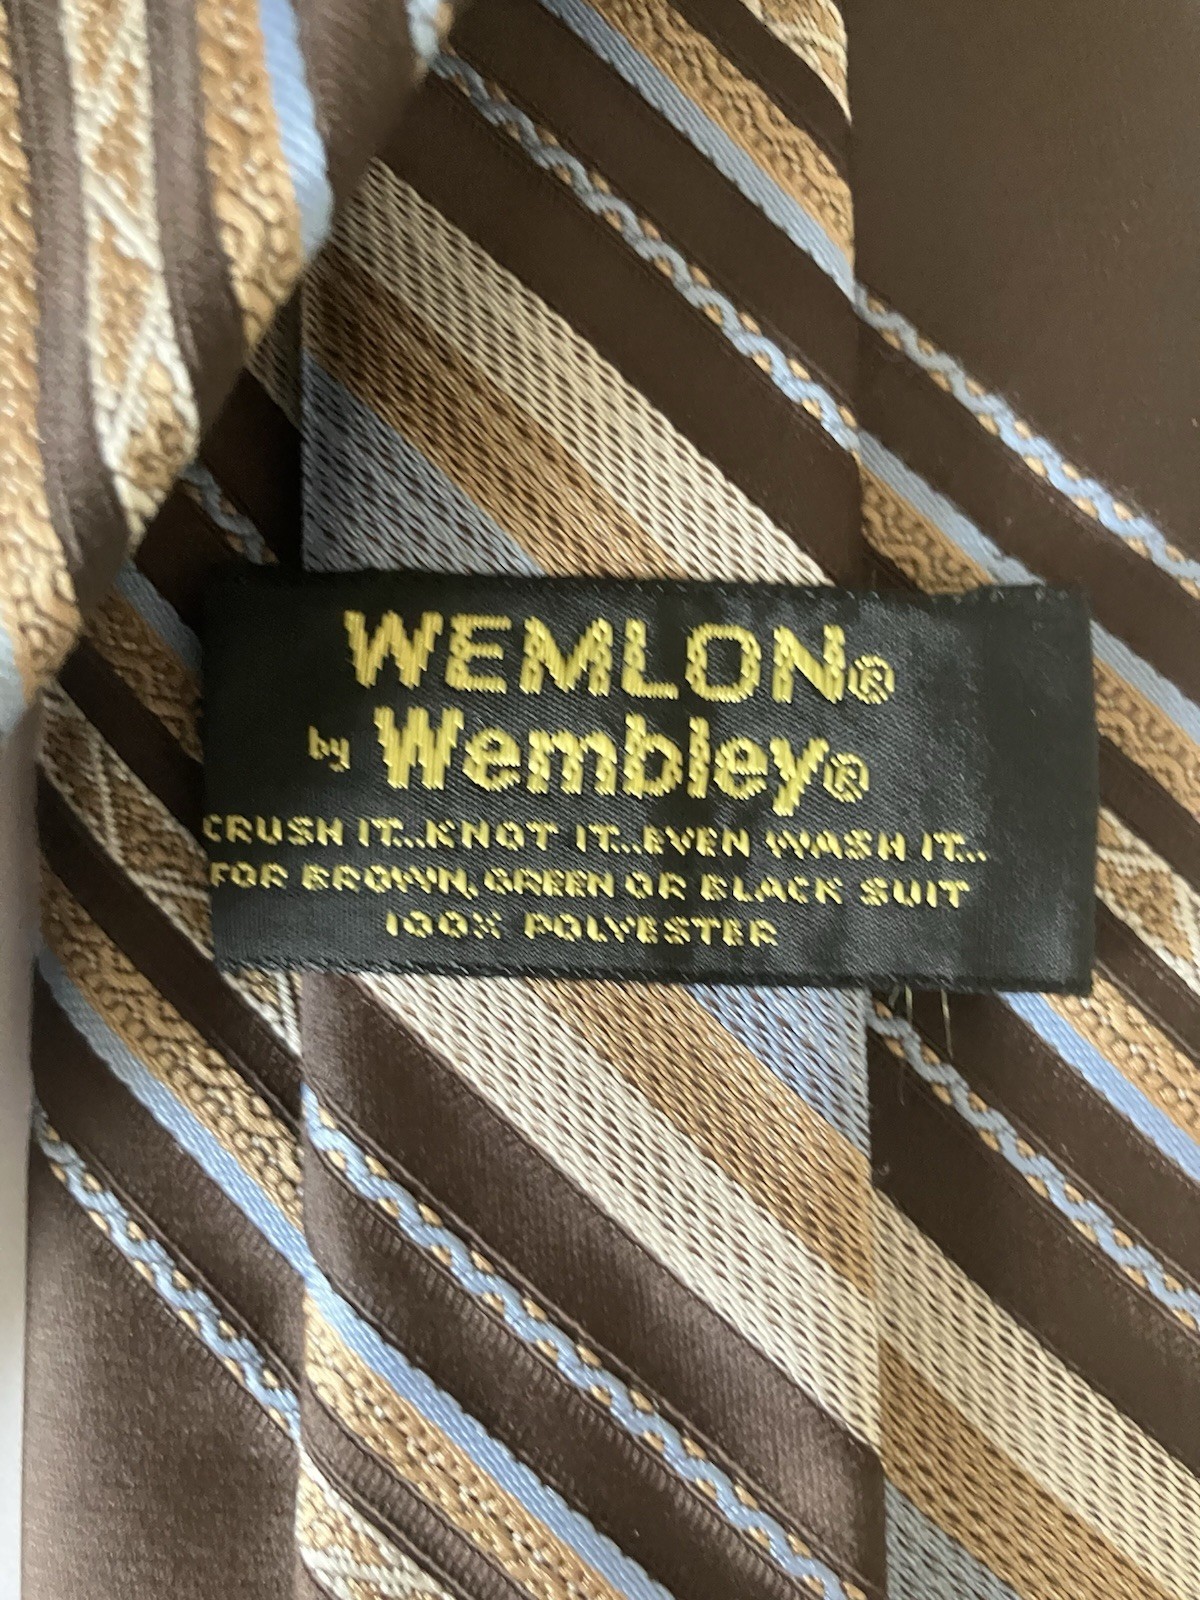 WEMLON®
by Wembley®
CRUSH IT...KNOT IT...EVEN WASH IT...
FOR BROWN, GREEN OR BLACK SUIT
100% POLYESTER